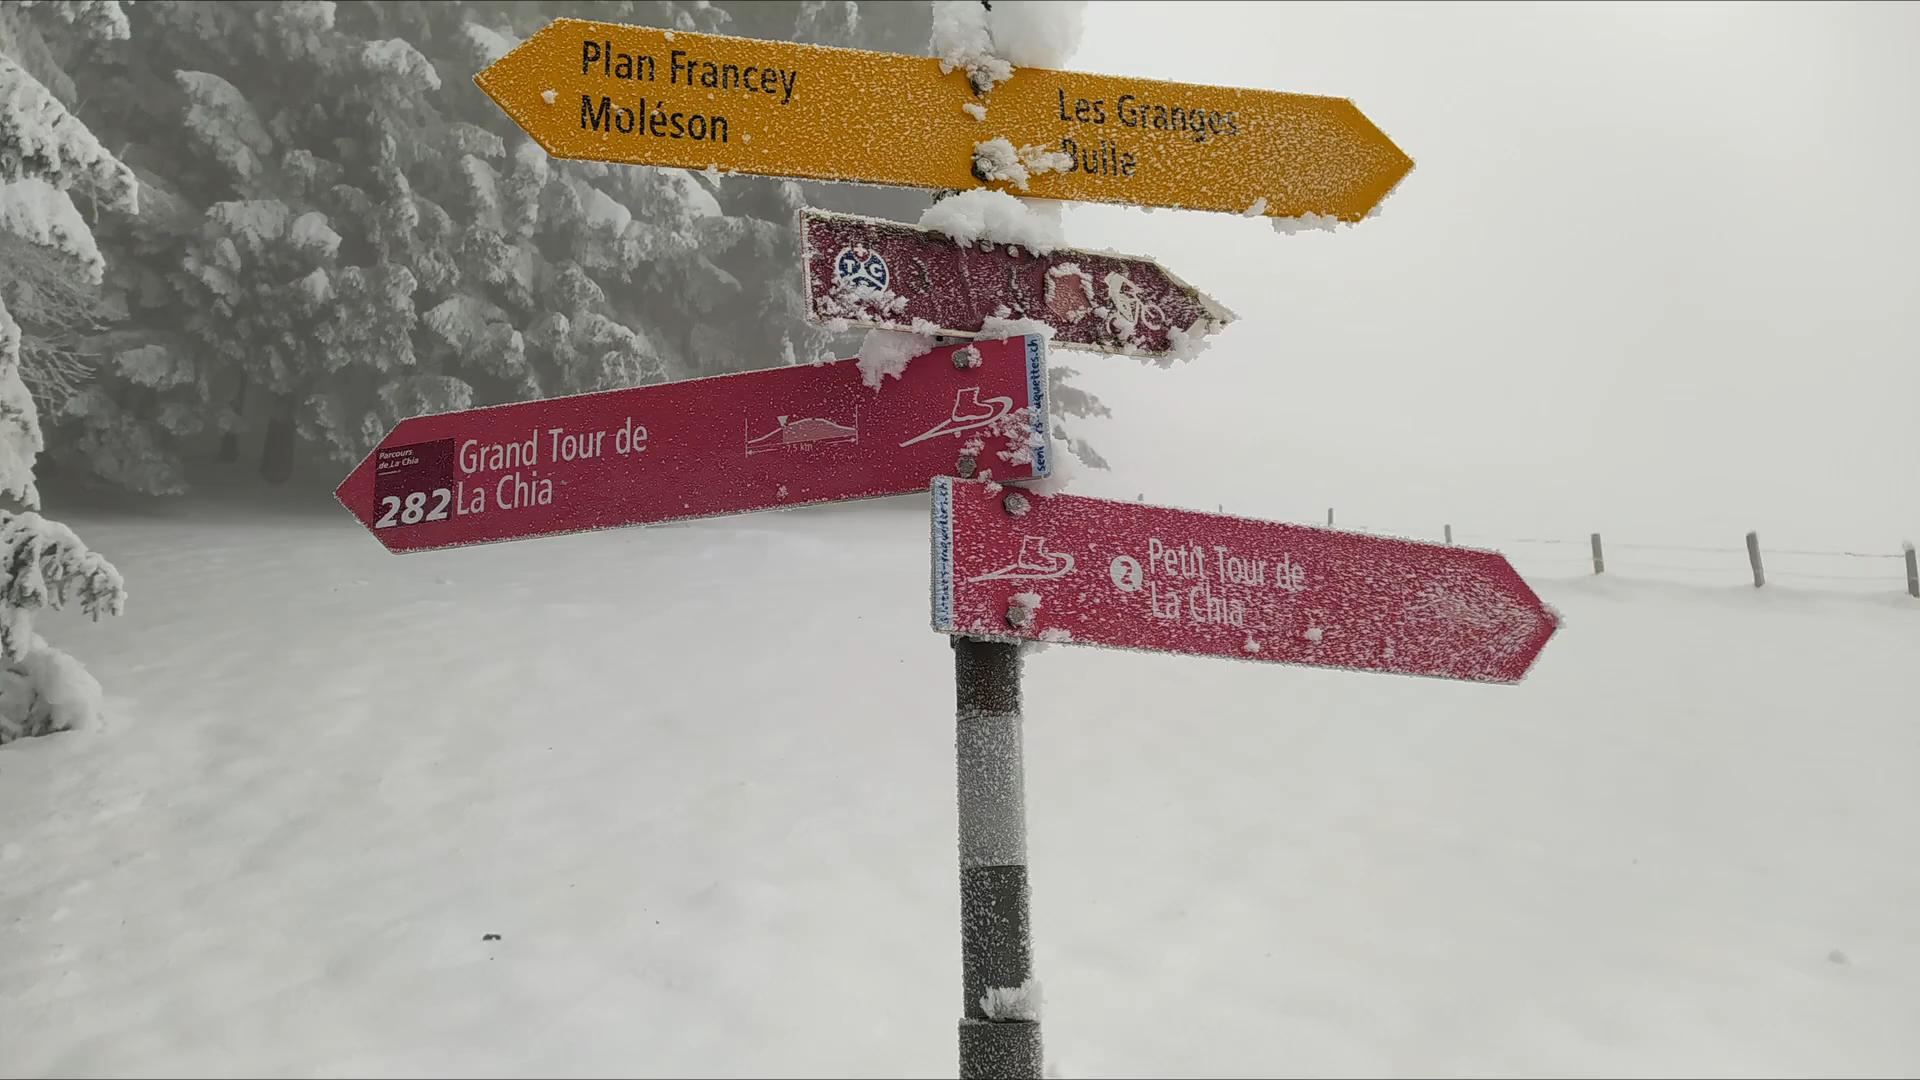 Plan Francey
Moléson
Les Granges
Bulle
TC
Parcours
de La Chia
282
Grand Tour de
La Chia
7.5 km
2
Petit Tour de
La Chia